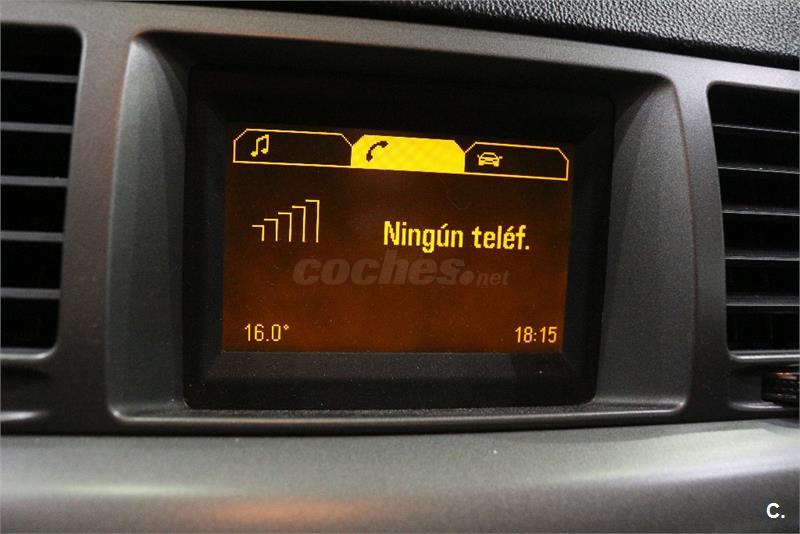 Ningún teléf.
coches.net
16.0° 18:15
C.